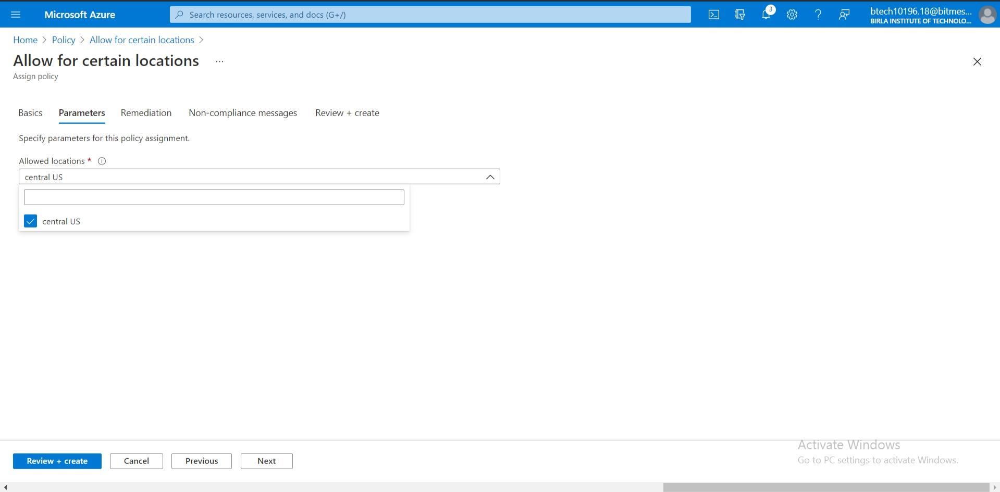 Microsoft Azure
Search resources, services, and docs (G+/)
3
btech10196.18@bitmes...
BIRLA INSTITUTE OF TECHNOLO...
Home > Policy > Allow for certain locations >
Allow for certain locations ...
Assign policy
Basics Parameters Remediation Non-compliance messages Review + create
Specify parameters for this policy assignment.
Allowed locations *
central US
central US
Activate Windows
Go to PC settings to activate Windows.
Review + create Cancel Previous Next